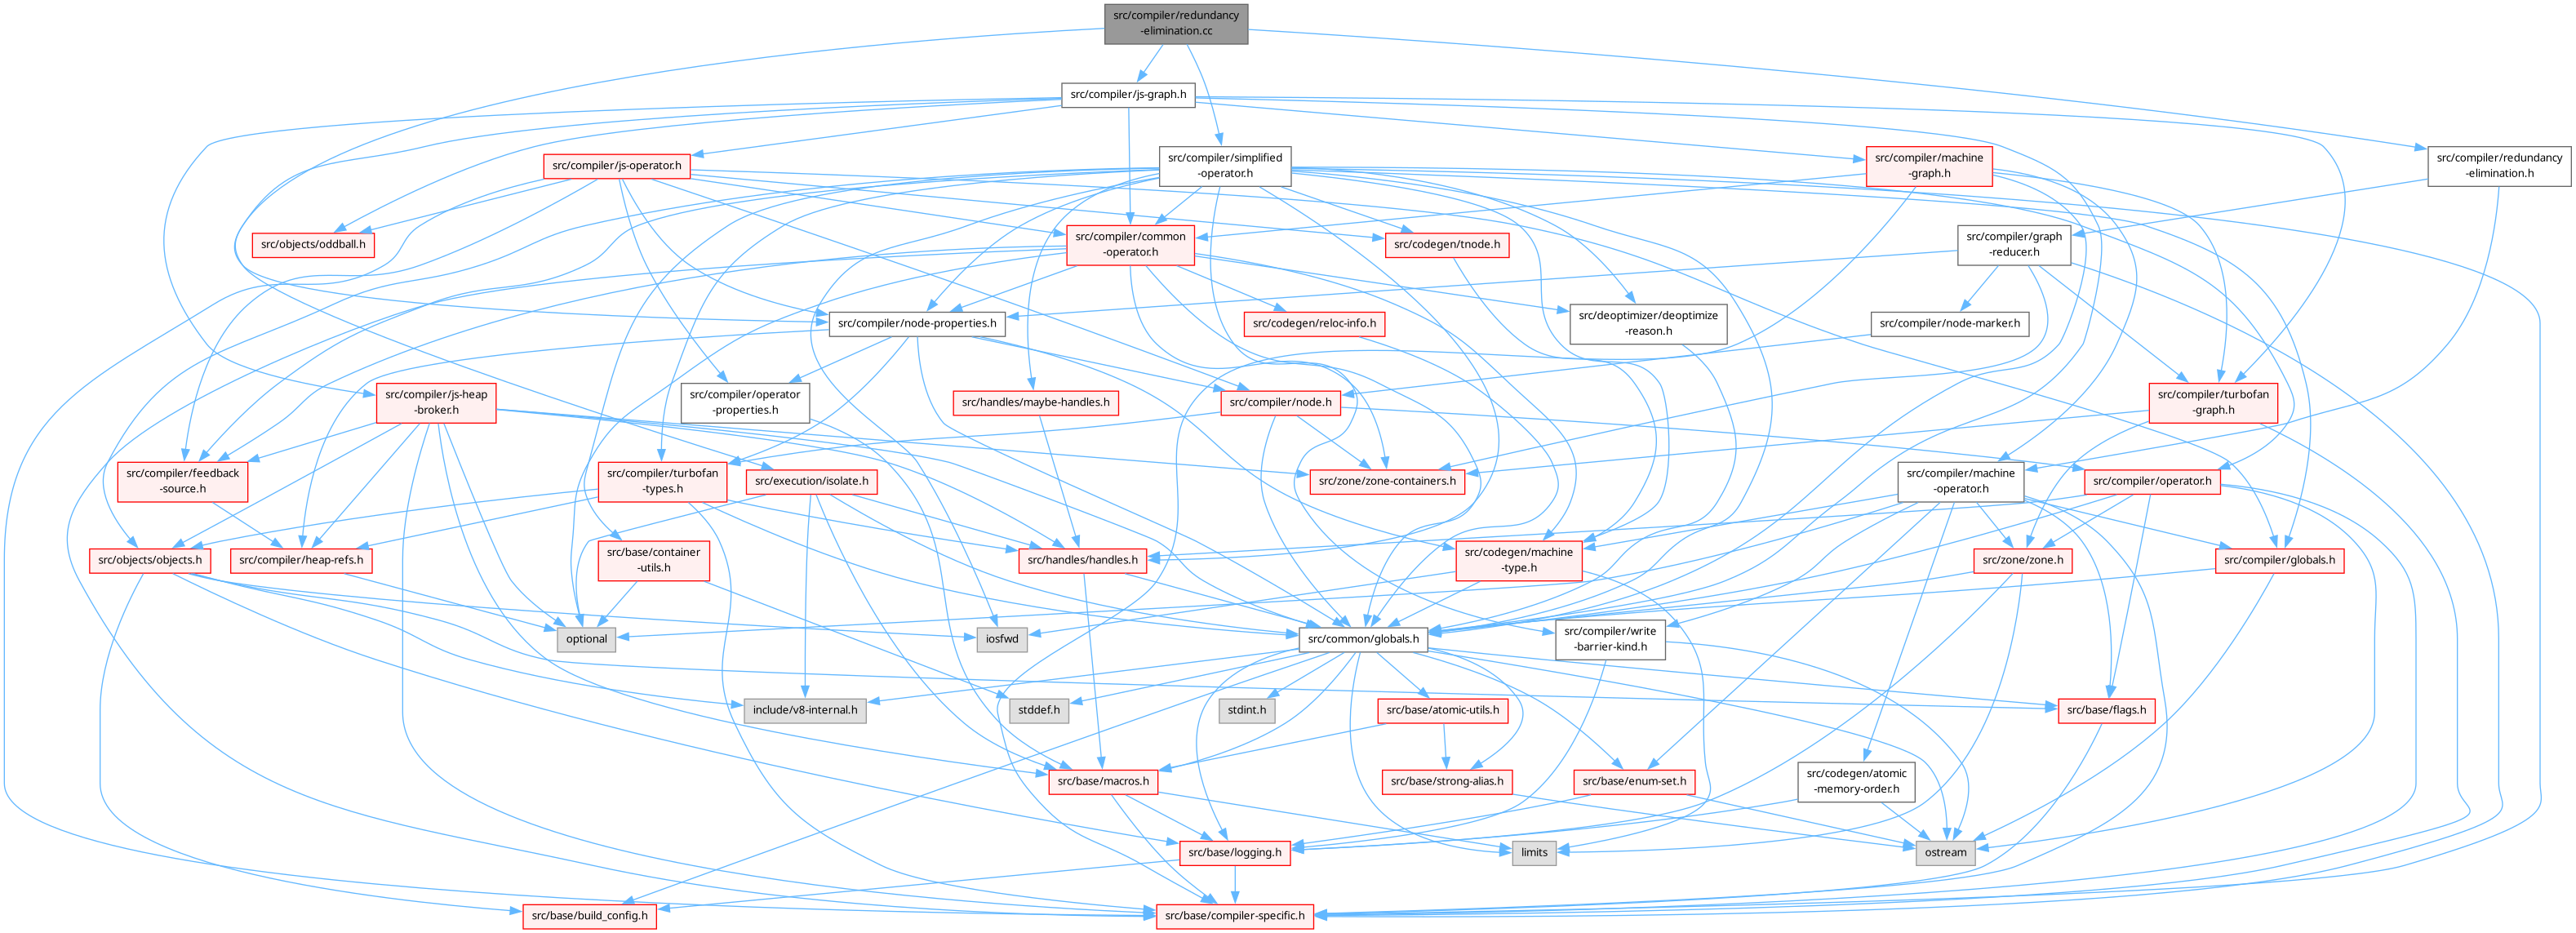 src/compiler/redundancy
-elimination.cc
src/compiler/js-graph.h
src/compiler/js-operator.h
src/compiler/simplified
-operator.h
src/compiler/machine
-graph.h
src/compiler/redundancy
-elimination.h
src/objects/oddball.h
src/compiler/common
-operator.h
src/codegen/tnode.h
src/compiler/graph
-reducer.h
src/compiler/node-properties.h
src/codegen/reloc-info.h
src/deoptimizer/deoptimize
-reason.h
src/compiler/node-marker.h
src/compiler/js-heap
-broker.h
src/compiler/operator
-properties.h
src/handles/maybe-handles.h
src/compiler/node.h
src/compiler/turbofan
-graph.h
src/compiler/feedback
-source.h
src/compiler/turbofan
-types.h
src/execution/isolate.h
src/zone/zone-containers.h
src/compiler/machine
-operator.h
src/compiler/operator.h
src/objects/objects.h
src/compiler/heap-refs.h
src/base/container
-utils.h
src/handles/handles.h
src/codegen/machine
-type.h
src/zone/zone.h
src/compiler/globals.h
optional
iosfwd
src/common/globals.h
src/compiler/write
-barrier-kind.h
include/v8-internal.h
stddef.h
stdint.h
src/base/atomic-utils.h
src/base/flags.h
src/base/macros.h
src/base/strong-alias.h
src/base/enum-set.h
src/codegen/atomic
-memory-order.h
src/base/logging.h
limits
ostream
src/base/build_config.h
src/base/compiler-specific.h